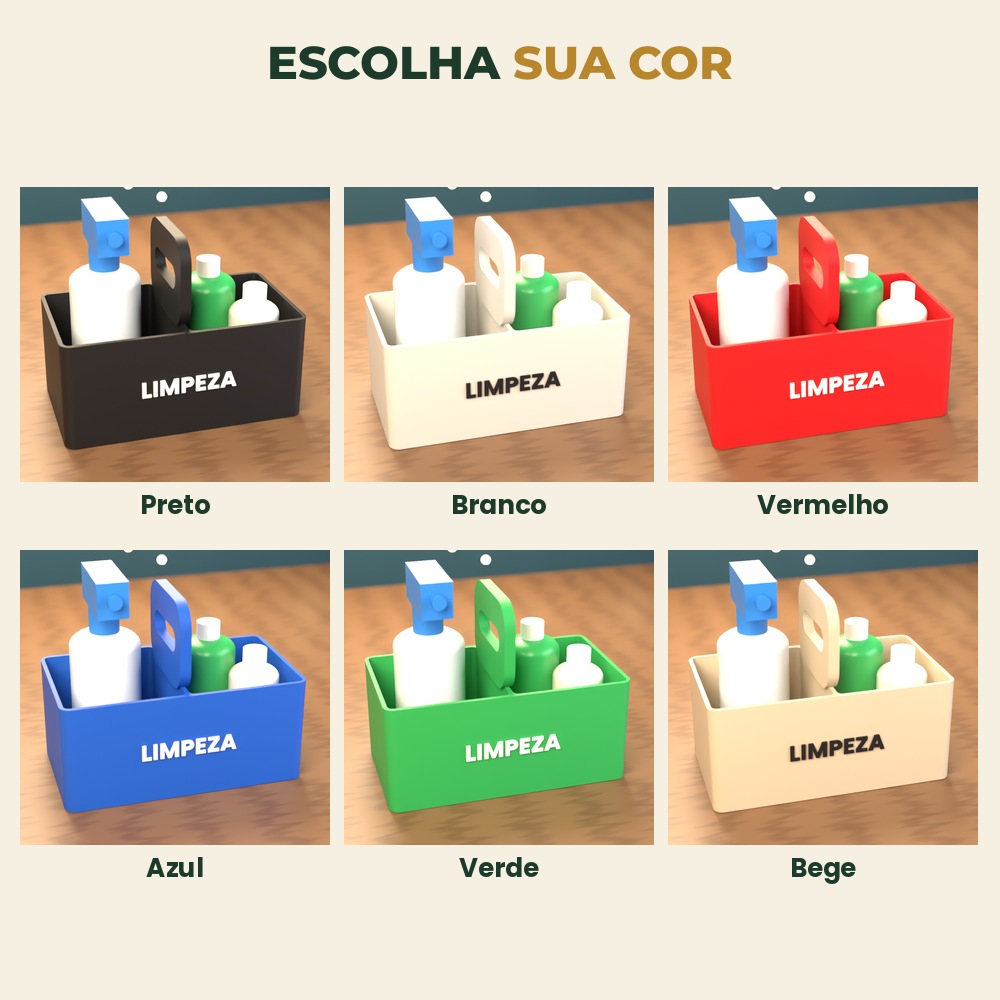 ESCOLHA SUA COR
LIMPEZA
LIMPEZA
LIMPEZA
Preto
Branco
Vermelho
LIMPEZA
LIMPEZA
LIMPEZA
Azul
Verde
Bege